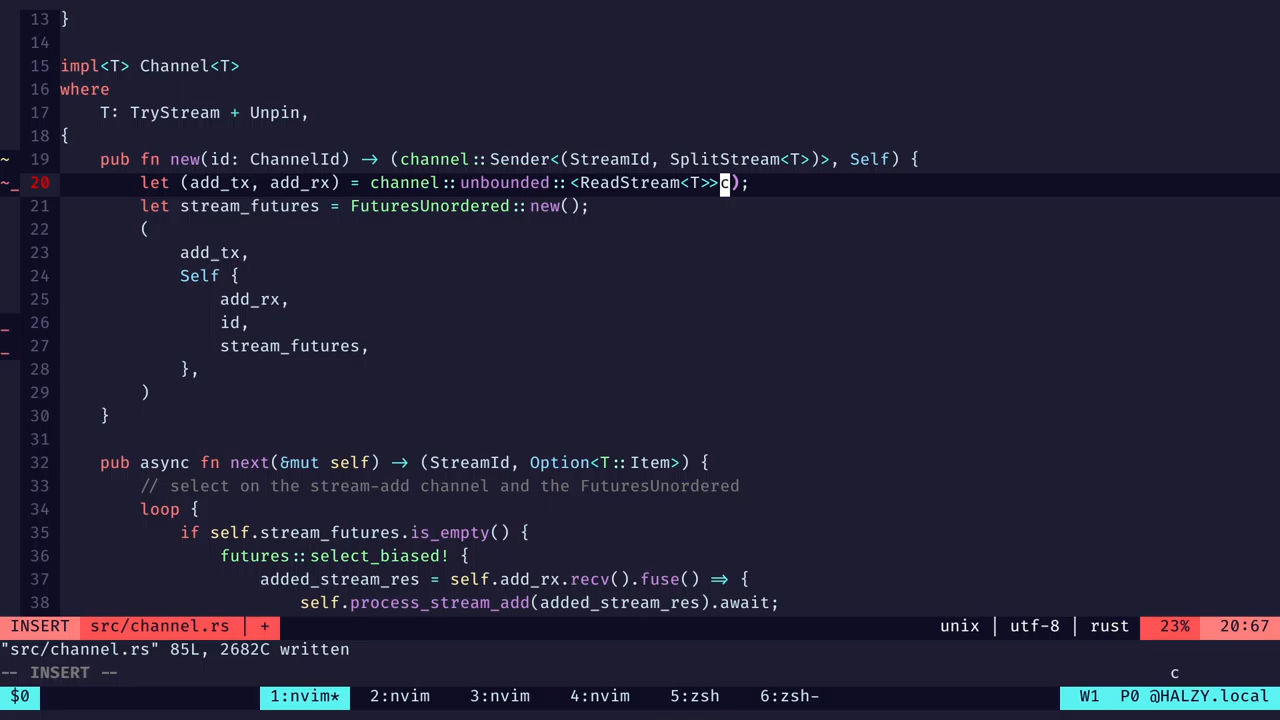 13 }
14
15 impl<T> Channel<T>
16 where
17     T: TryStream + Unpin,
18 {
~ 19     pub fn new(id: ChannelId) -> (channel::Sender<(StreamId, SplitStream<T>)>, Self) {
~_ 20         let (add_tx, add_rx) = channel::unbounded::<ReadStream<T>>c);
21         let stream_futures = FuturesUnordered::new();
22         (
23             add_tx,
24             Self {
25                 add_rx,
_ 26                 id,
_ 27                 stream_futures,
28             },
29         )
30     }
31
32     pub async fn next(&mut self) -> (StreamId, Option<T::Item>) {
33         // select on the stream-add channel and the FuturesUnordered
34         loop {
35             if self.stream_futures.is_empty() {
36                 futures::select_biased! {
37                     added_stream_res = self.add_rx.recv().fuse() => {
38                         self.process_stream_add(added_stream_res).await;
INSERT src/channel.rs | + unix | utf-8 | rust 23% 20:67
"src/channel.rs" 85L, 2682C written
-- INSERT -- c
$0 1:nvim* 2:nvim 3:nvim 4:nvim 5:zsh 6:zsh- W1 P0 @HALZY.local